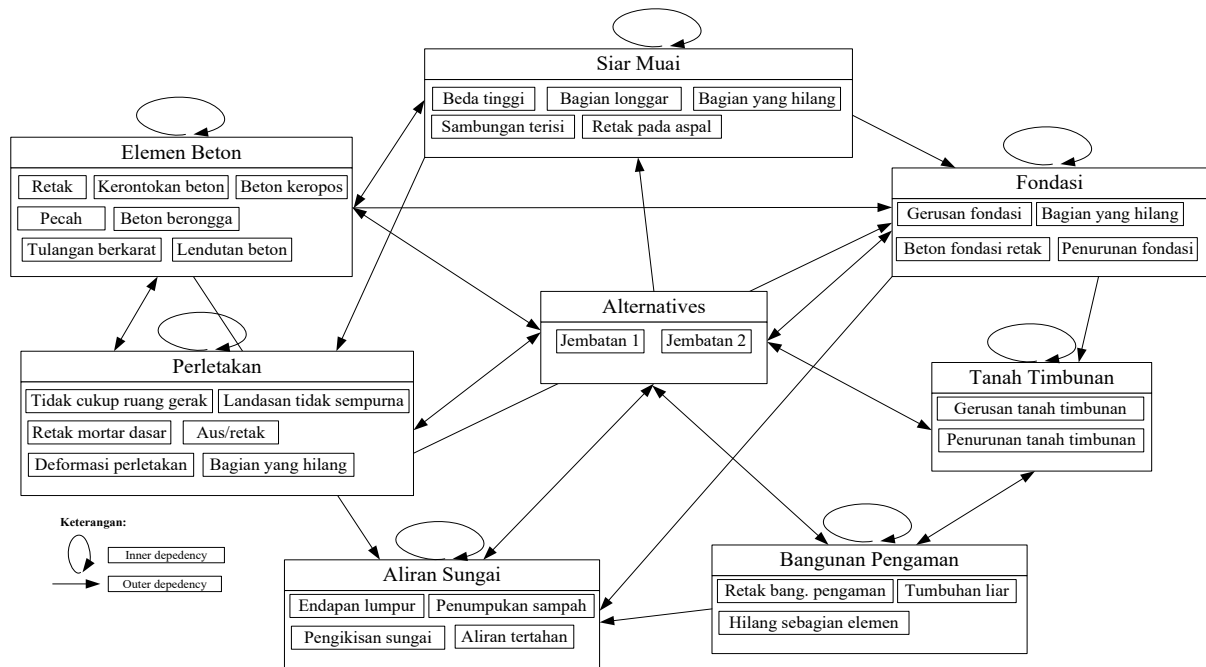 Siar Muai
Beda tinggi Bagian longgar Bagian yang hilang
Sambungan terisi Retak pada aspal
Elemen Beton
Retak Kerontokan beton Beton keropos
Pecah Beton berongga
Tulangan berkarat Lendutan beton
Fondasi
Gerusan fondasi Bagian yang hilang
Beton fondasi retak Penurunan fondasi
Alternatives
Jembatan 1 Jembatan 2
Perletakan
Tidak cukup ruang gerak Landasan tidak sempurna
Retak mortar dasar Aus/retak
Deformasi perletakan Bagian yang hilang
Tanah Timbunan
Gerusan tanah timbunan
Penurunan tanah timbunan
Keterangan:
Inner depedency
Outer depedency
Aliran Sungai
Endapan lumpur Penumpukan sampah
Pengikisan sungai Aliran tertahan
Bangunan Pengaman
Retak bang. pengaman Tumbuhan liar
Hilang sebagian elemen